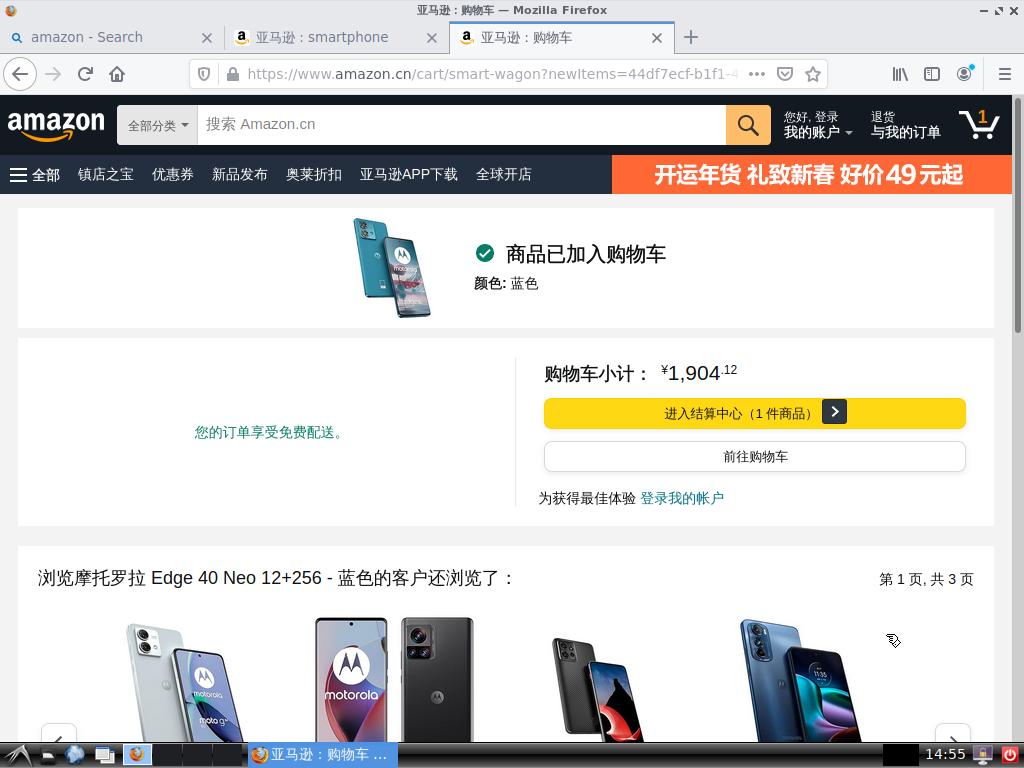 亚马逊：购物车 — Mozilla Firefox
amazon - Search
亚马逊：smartphone
亚马逊：购物车
https://www.amazon.cn/cart/smart-wagon?newItems=44df7ecf-b1f1-4
amazon
全部分类
搜索 Amazon.cn
您好, 登录
我的账户
退货
与我的订单
1
全部
镇店之宝
优惠券
新品发布
奥莱折扣
亚马逊APP下载
全球开店
开运年货 礼致新春 好价49元起
商品已加入购物车
颜色: 蓝色
您的订单享受免费配送。
购物车小计： ¥1,904.12
进入结算中心（1 件商品）
前往购物车
为获得最佳体验 登录我的帐户
浏览摩托罗拉 Edge 40 Neo 12+256 - 蓝色的客户还浏览了：
第 1 页, 共 3 页
motorola
亚马逊：购物车 ...
14:55